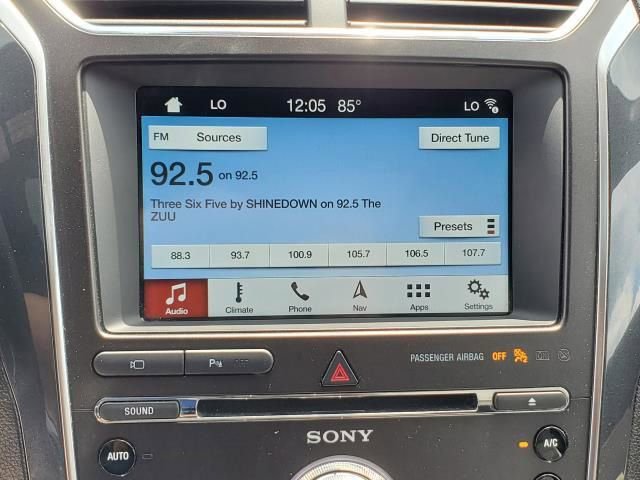 LO 12:05 85° LO
FM Sources Direct Tune
92.5 on 92.5
Three Six Five by SHINEDOWN on 92.5 The
ZUU
Presets
88.3 93.7 100.9 105.7 106.5 107.7
Audio Climate Phone Nav Apps Settings
P OFF
PASSENGER AIRBAG OFF
SOUND
SONY
AUTO
A/C